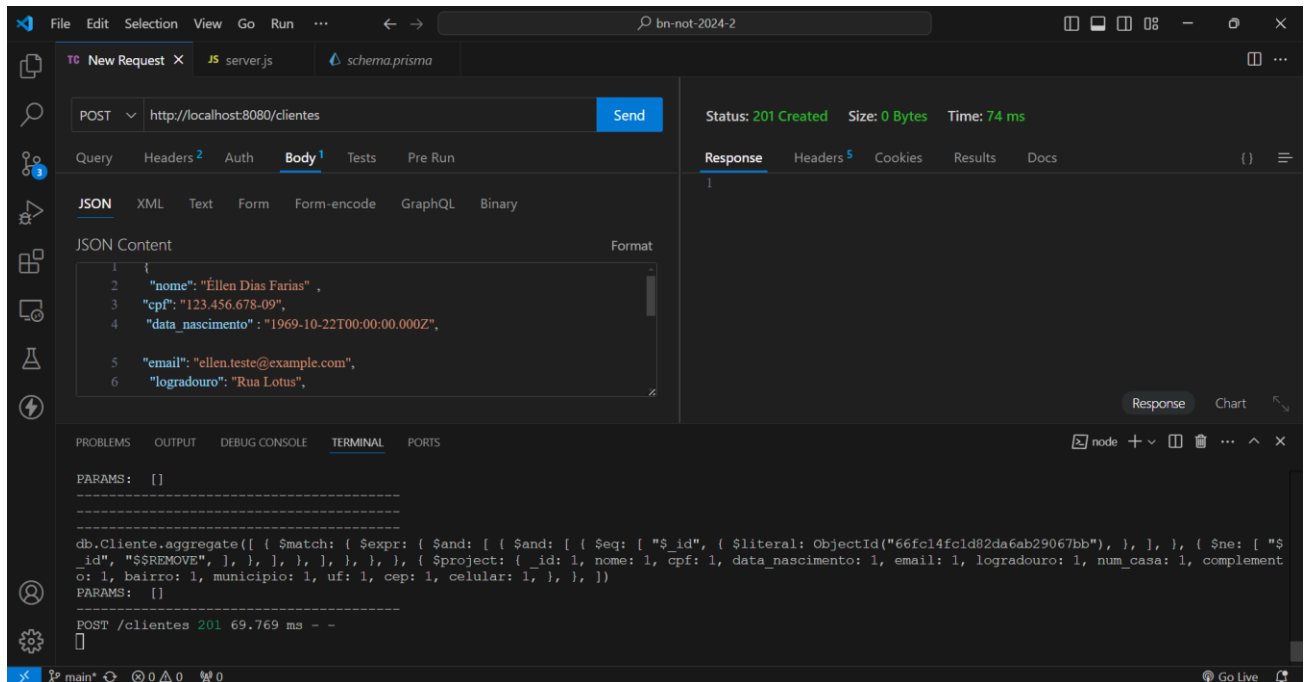 File Edit Selection View Go Run ··· bn-not-2024-2
TC New Request JS server.js schema.prisma
POST http://localhost:8080/clientes Send
Query Headers 2 Auth Body 1 Tests Pre Run
JSON XML Text Form Form-encode GraphQL Binary
JSON Content Format
1 {
2 "nome": "Éllen Dias Farias" ,
3 "cpf": "123.456.678-09",
4 "data_nascimento" : "1969-10-22T00:00:00.000Z",
5 "email": "ellen.teste@example.com",
6 "logradouro": "Rua Lotus",
Status: 201 Created Size: 0 Bytes Time: 74 ms
Response Headers 5 Cookies Results Docs {}
1
Response Chart
3
PROBLEMS OUTPUT DEBUG CONSOLE TERMINAL PORTS
node
PARAMS: []
-----------------------------------------
-----------------------------------------
-----------------------------------------
db.Cliente.aggregate([ { $match: { $expr: { $and: [ { $and: [ { $eq: [ "$_id", { $literal: ObjectId("66fc14fc1d82da6ab29067bb"), }, ], }, { $ne: [ "$
_id", "$$REMOVE", ], }, ], }, ], }, }, }, { $project: { _id: 1, nome: 1, cpf: 1, data_nascimento: 1, email: 1, logradouro: 1, num_casa: 1, complement
o: 1, bairro: 1, municipio: 1, uf: 1, cep: 1, celular: 1, }, }, ])
PARAMS: []
-----------------------------------------
POST /clientes 201 69.769 ms - -
main* 0 0 0 Go Live